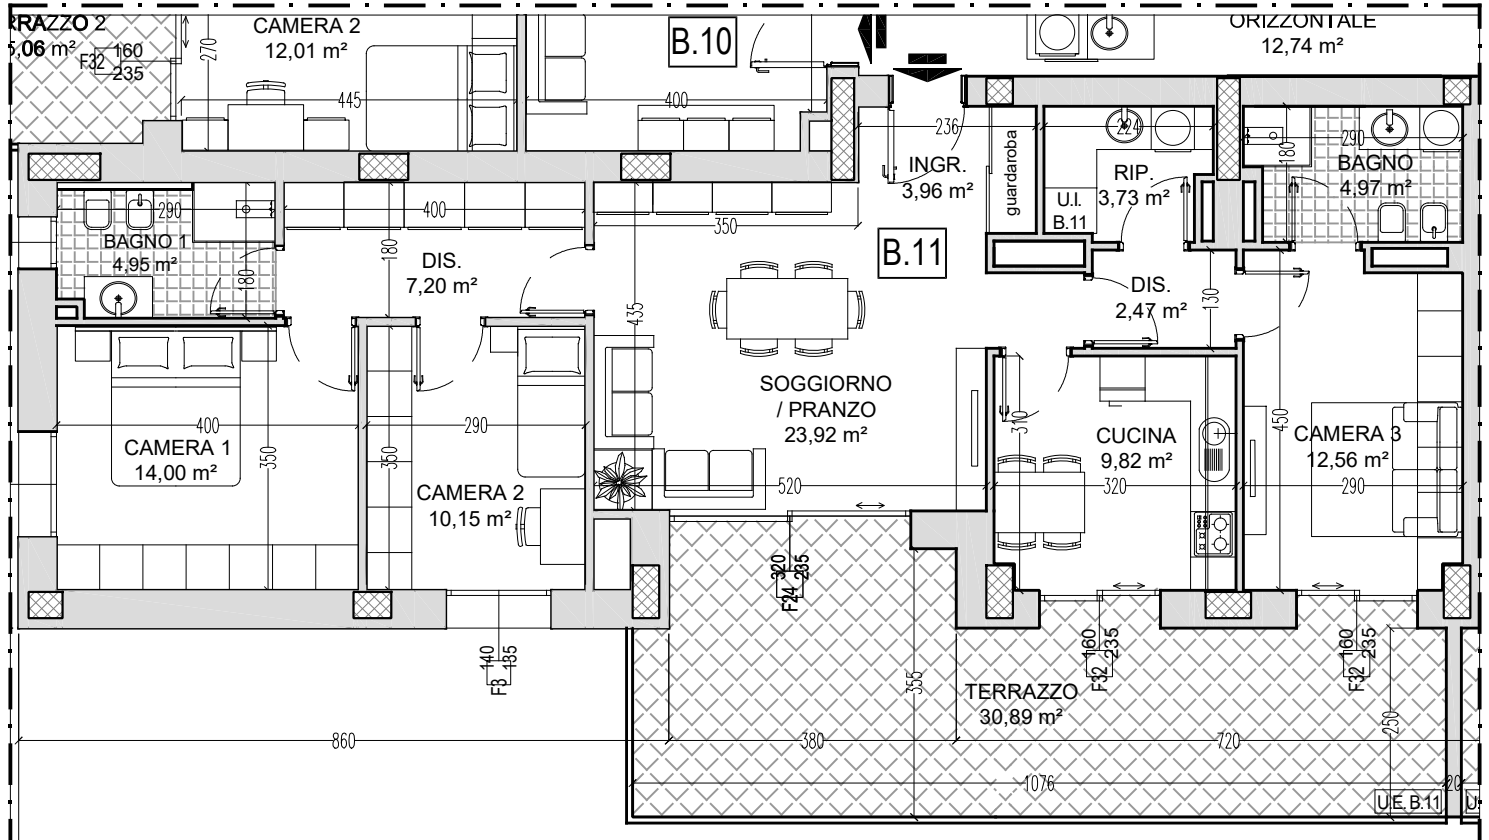 RRAZZO 2
5,06 m²
160
F32
235
270
CAMERA 2
12,01 m²
445
B.10
400
ORIZZONTALE
12,74 m²
236
INGR.
3,96 m²
guardaroba
224
RIP.
3,73 m²
U.I.
B.11
290
180
BAGNO
4,97 m²
290
BAGNO 1
4,95 m²
180
400
180
DIS.
7,20 m²
350
B.11
435
DIS.
2,47 m²
130
SOGGIORNO
/ PRANZO
23,92 m²
520
400
CAMERA 1
14,00 m²
350
290
350
CAMERA 2
10,15 m²
310
CUCINA
9,82 m²
320
450
CAMERA 3
12,56 m²
290
320
F24 235
140
F3 135
160
235
F32
160
235
F32
TERRAZZO
30,89 m²
355
250
860
380
720
1076
20
U.E. B.11
U.